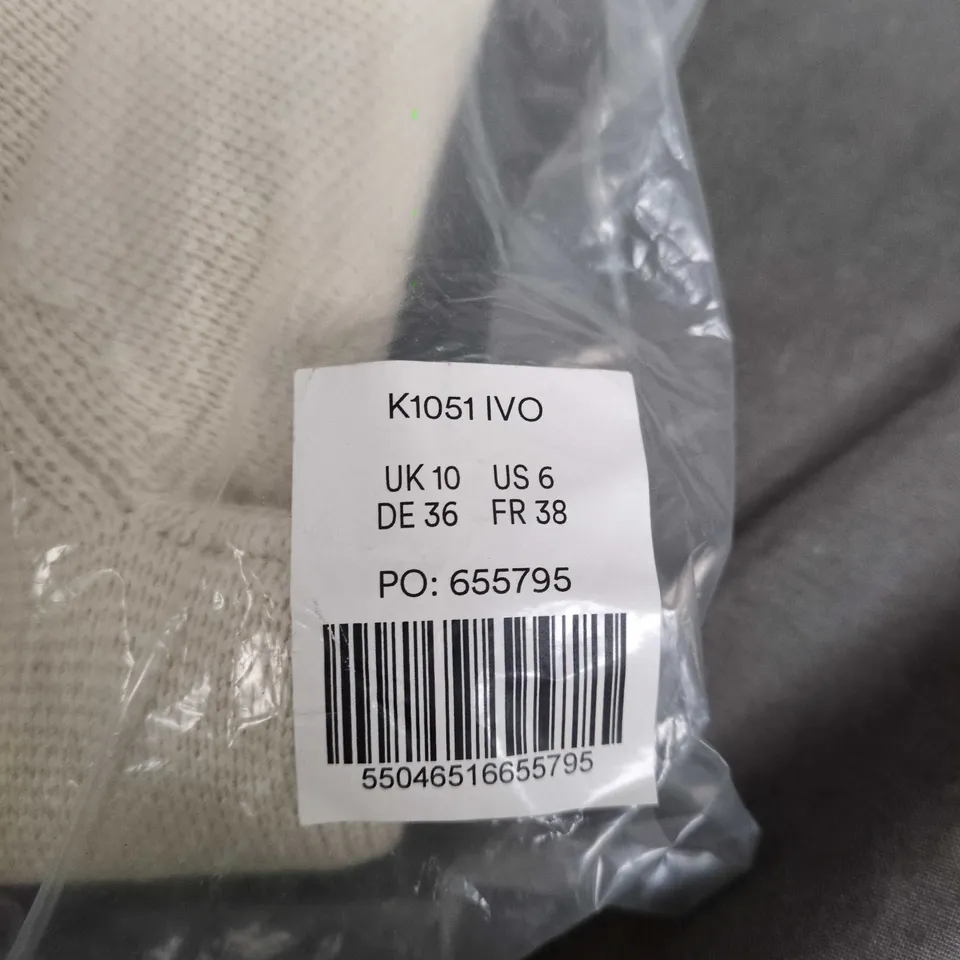 K1051 IVO
UK 10 US 6
DE 36 FR 38
PO: 655795
55046516655795